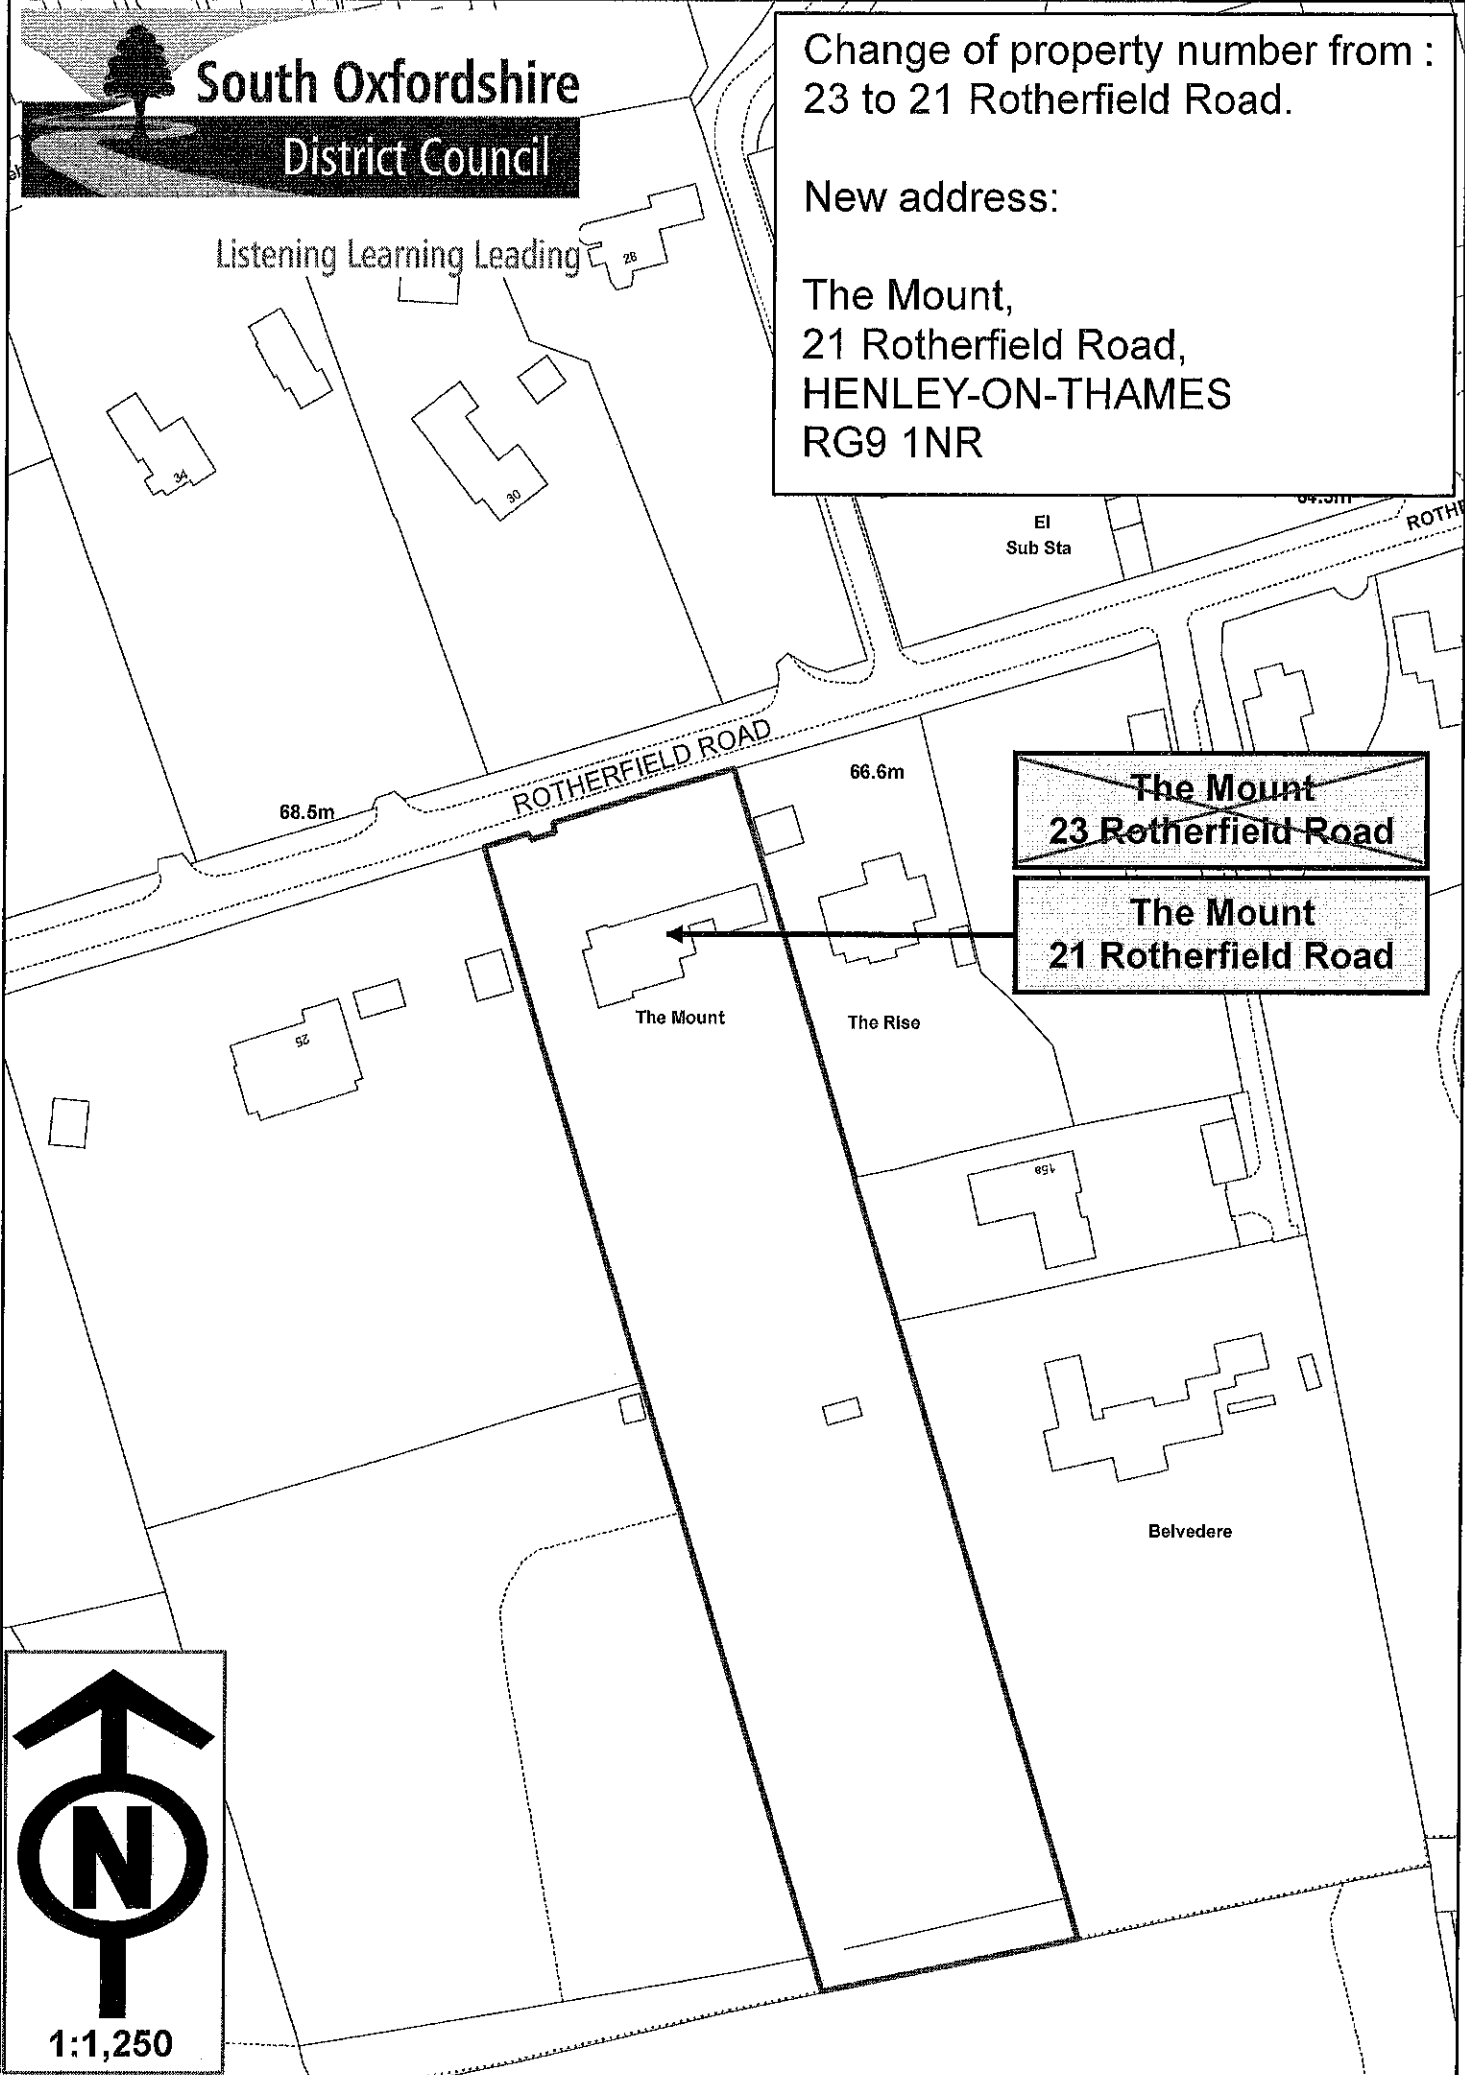 South Oxfordshire
District Council
Listening Learning Leading
Change of property number from :
23 to 21 Rotherfield Road.
New address:
The Mount,
21 Rotherfield Road,
HENLEY-ON-THAMES
RG9 1NR
28
34
30
El
Sub Sta
ROTHERFIELD ROAD
68.5m
66.6m
The Mount
23 Rotherfield Road
The Mount
21 Rotherfield Road
The Mount
The Rise
25
15a
Belvedere
N
1:1,250